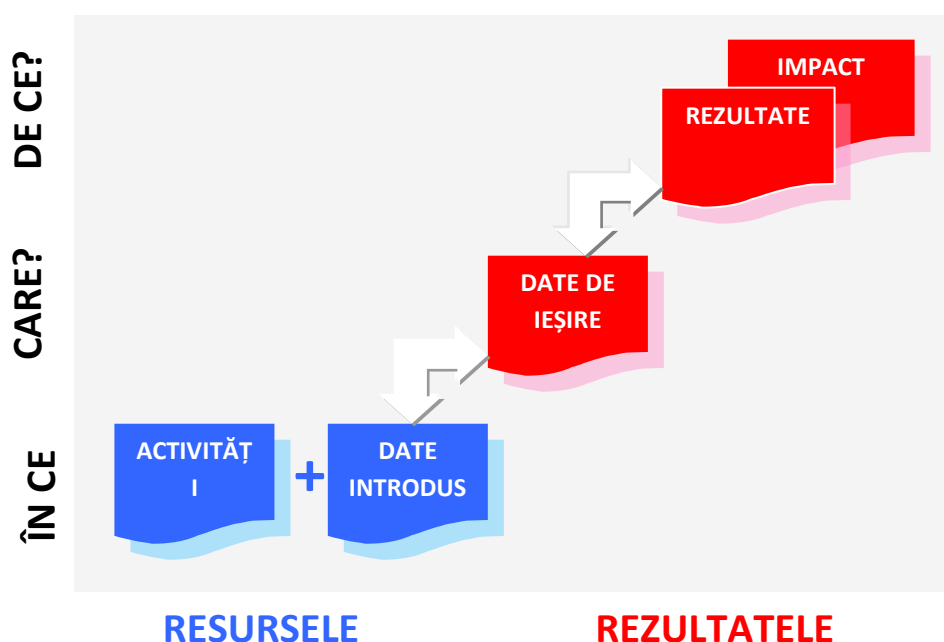 DE CE?
IMPACT
REZULTATE
CARE?
DATE DE
IEȘIRE
ÎN CE
ACTIVITĂȚ
I
+
DATE
INTRODUS
RESURSELE
REZULTATELE